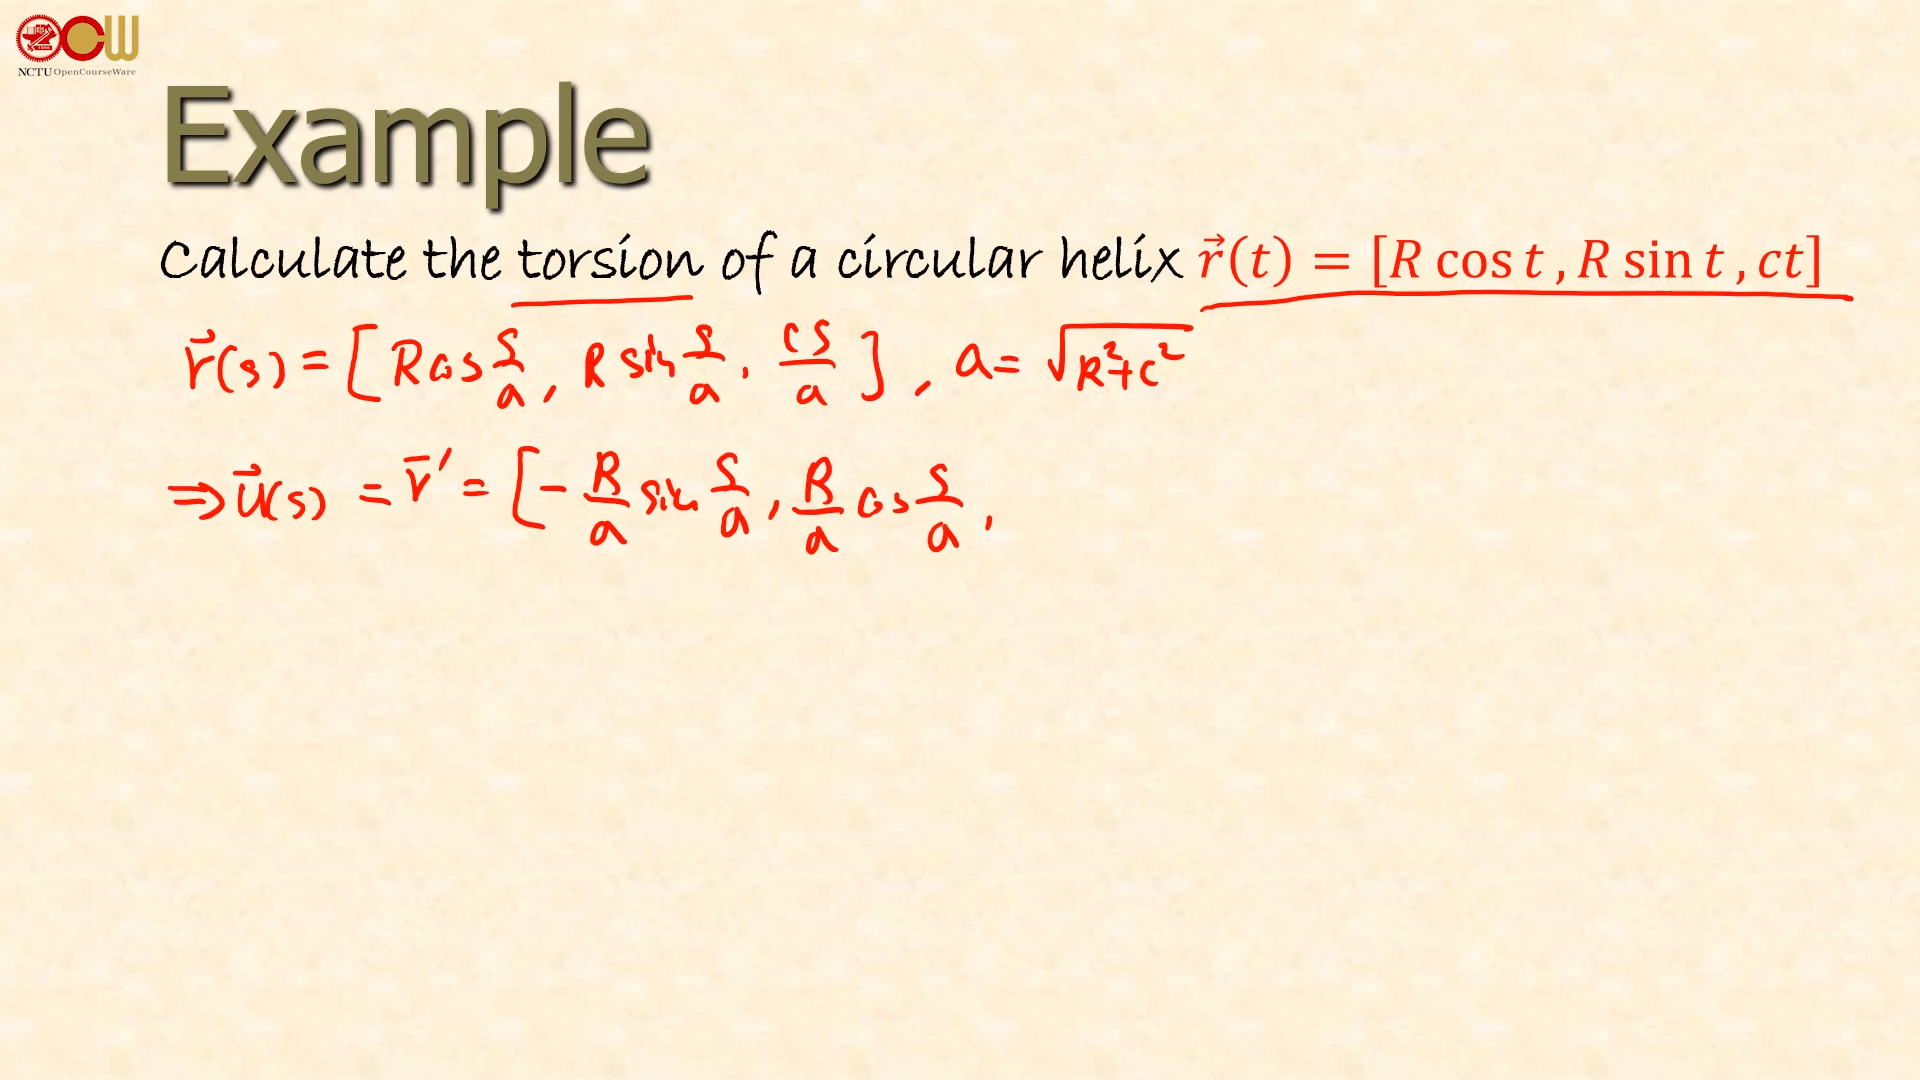 OCW
NCTU OpenCourseWare
Example
Calculate the torsion of a circular helix r⃗(t) = [R cos t , R sin t , ct]
r⃗(s) = [R cos s/a, R sin s/a, cs/a], a = √(R²+c²)
⇒ u⃗(s) = r⃗′ = [-R/a sin s/a, R/a cos s/a,